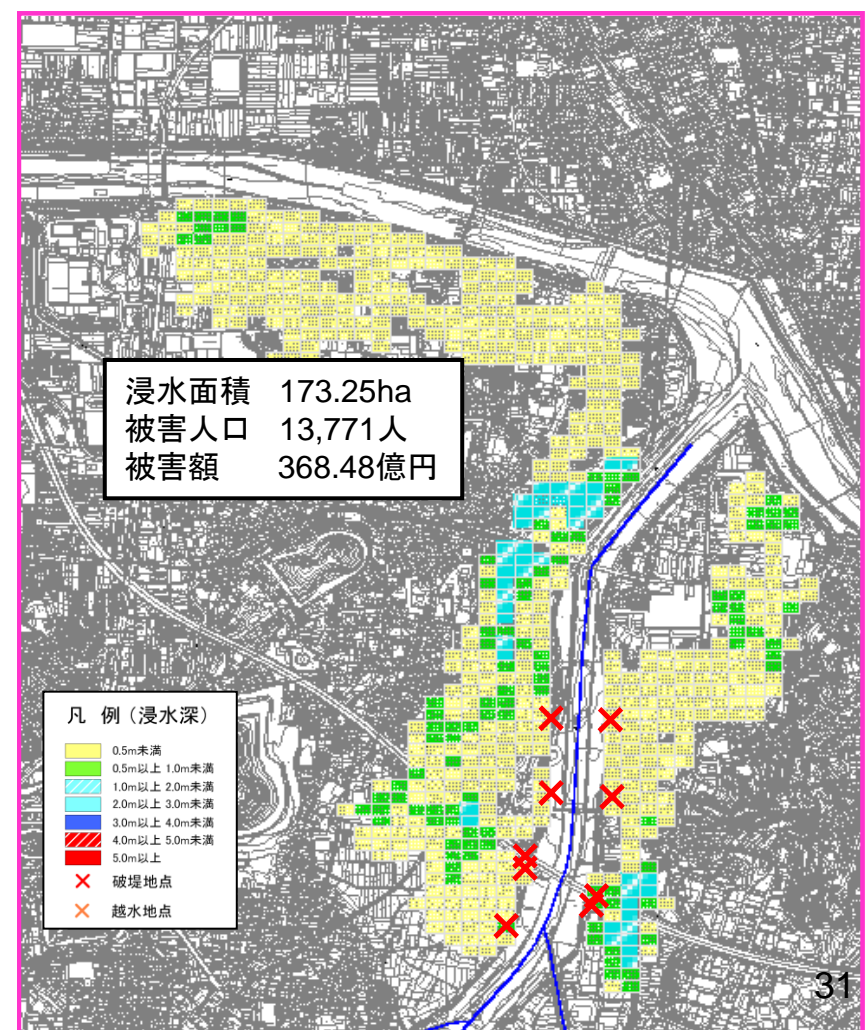 浸水面積 173.25ha
被害人口 13,771人
被害額 368.48億円
凡 例（浸水深）
0.5m未満
0.5m以上 1.0m未満
1.0m以上 2.0m未満
2.0m以上 3.0m未満
3.0m以上 4.0m未満
4.0m以上 5.0m未満
5.0m以上
破堤地点
越水地点
31